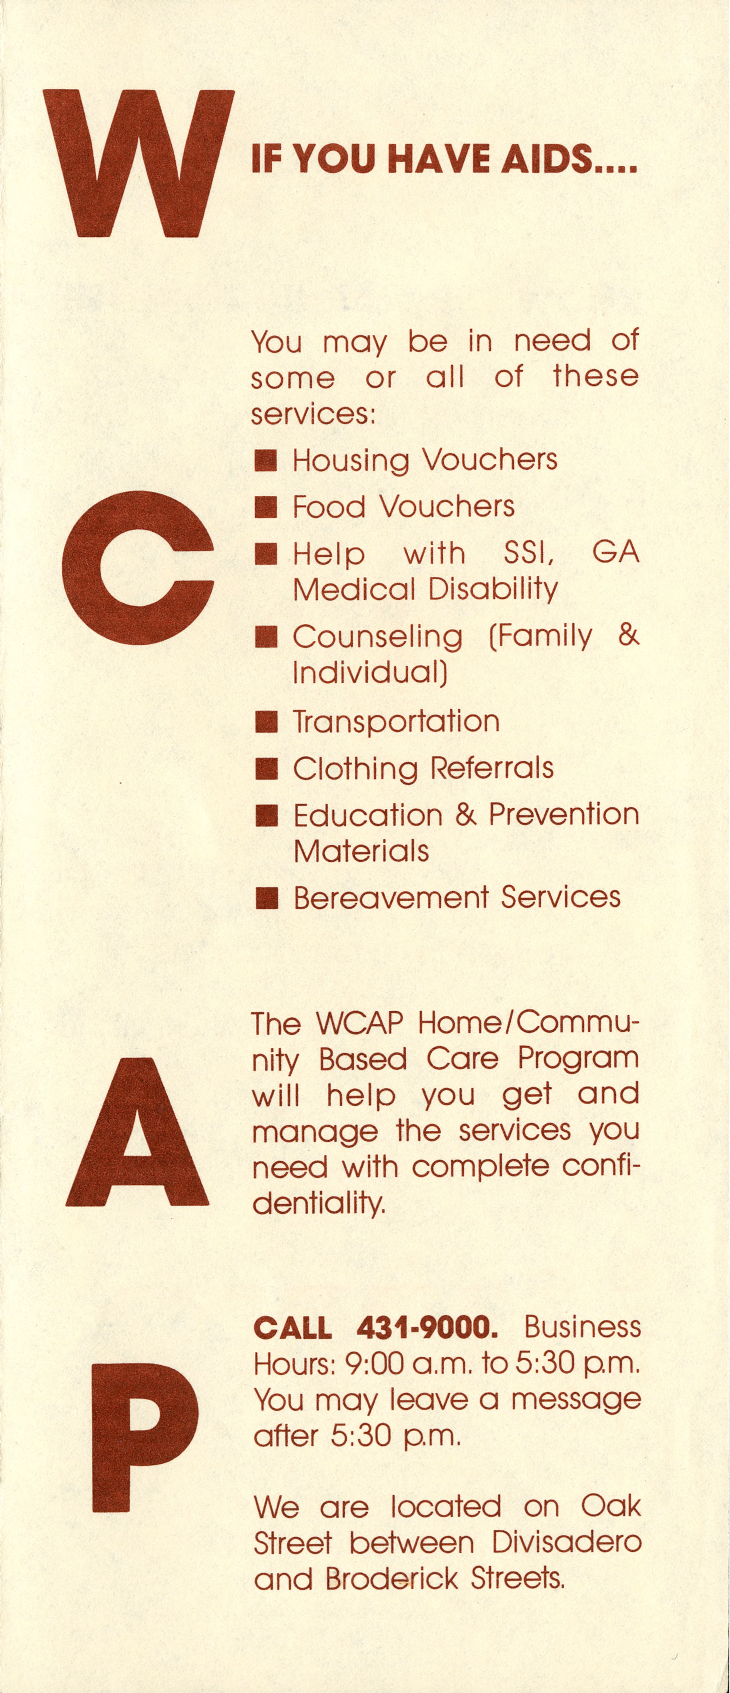 W
IF YOU HAVE AIDS....
You may be in need of
some or all of these
services:
■ Housing Vouchers
■ Food Vouchers
C
■ Help with SSI, GA
Medical Disability
■ Counseling (Family &
Individual)
■ Transportation
■ Clothing Referrals
■ Education & Prevention
Materials
■ Bereavement Services
The WCAP Home/Commu-
nity Based Care Program
A
will help you get and
manage the services you
need with complete confi-
dentiality.
CALL 431-9000. Business
Hours: 9:00 a.m. to 5:30 p.m.
P
You may leave a message
after 5:30 p.m.
We are located on Oak
Street between Divisadero
and Broderick Streets.